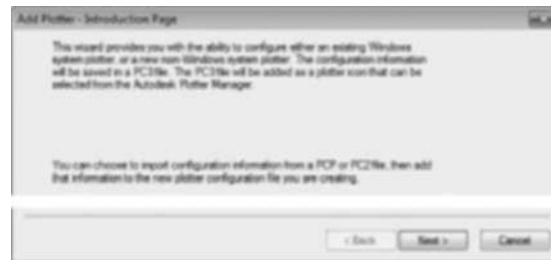 Add Plotter - Introduction Page
This wizard provides you with the ability to configure either an existing Windows
system plotter, or a new non-Windows system plotter. The configuration information
will be saved in a PC3 file. The PC3 file will be added as a plotter icon that can be
selected from the Autodesk Plotter Manager.
You can choose to import configuration information from a PCP or PC2 file, then add
that information to the new plotter configuration file you are creating.
< Back
Next >
Cancel